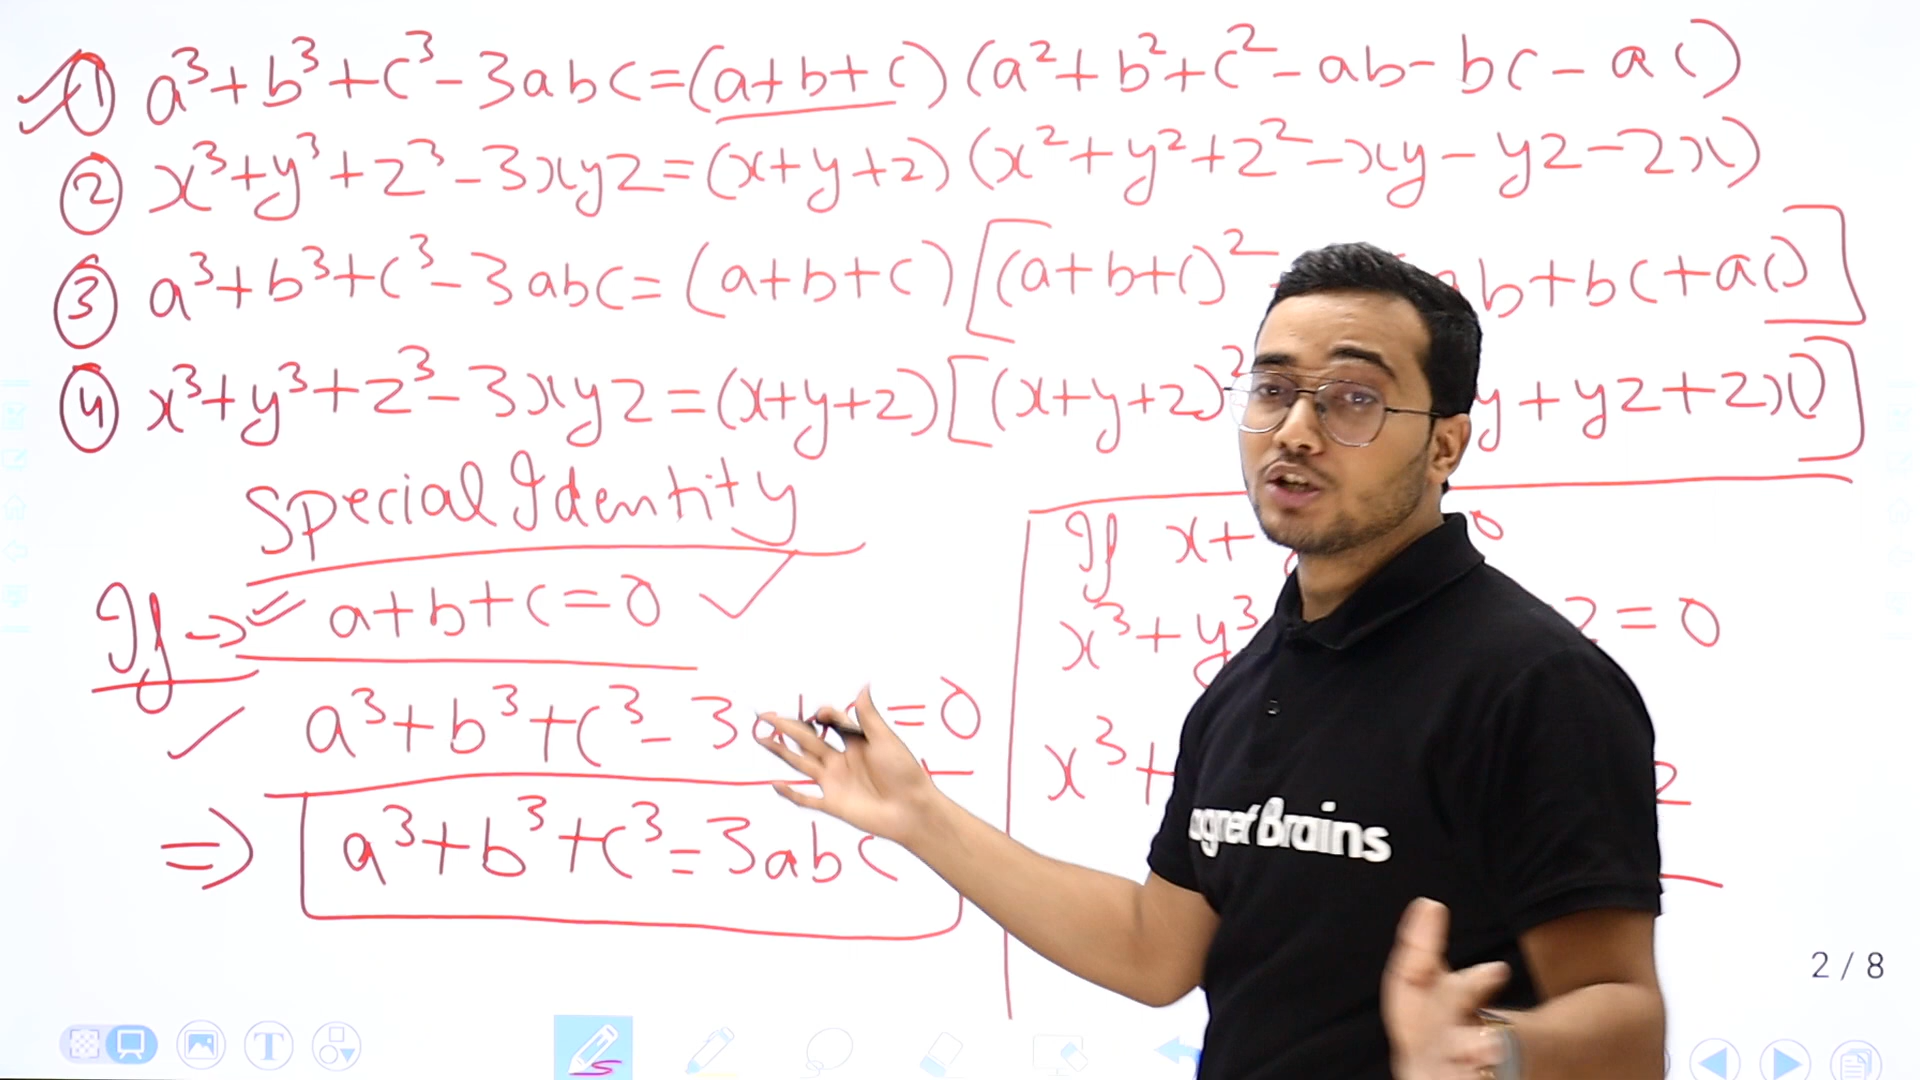 ① a³+b³+c³-3abc=(a+b+c)(a²+b²+c²-ab-bc-ac)
② x³+y³+z³-3xyz=(x+y+z)(x²+y²+z²-xy-yz-zx)
③ a³+b³+c³-3abc=(a+b+c)[(a+b+c)² ab+bc+ac)]
④ x³+y³+z³-3xyz=(x+y+z)[(x+y+z)² y+yz+zx)]
Special Identity
If → a+b+c=0
a³+b³+c³-3abc=0
⇒ a³+b³+c³=3abc
If x+ 0
x³+y³ z=0
x³+ z
agnet Brains
2/8
T